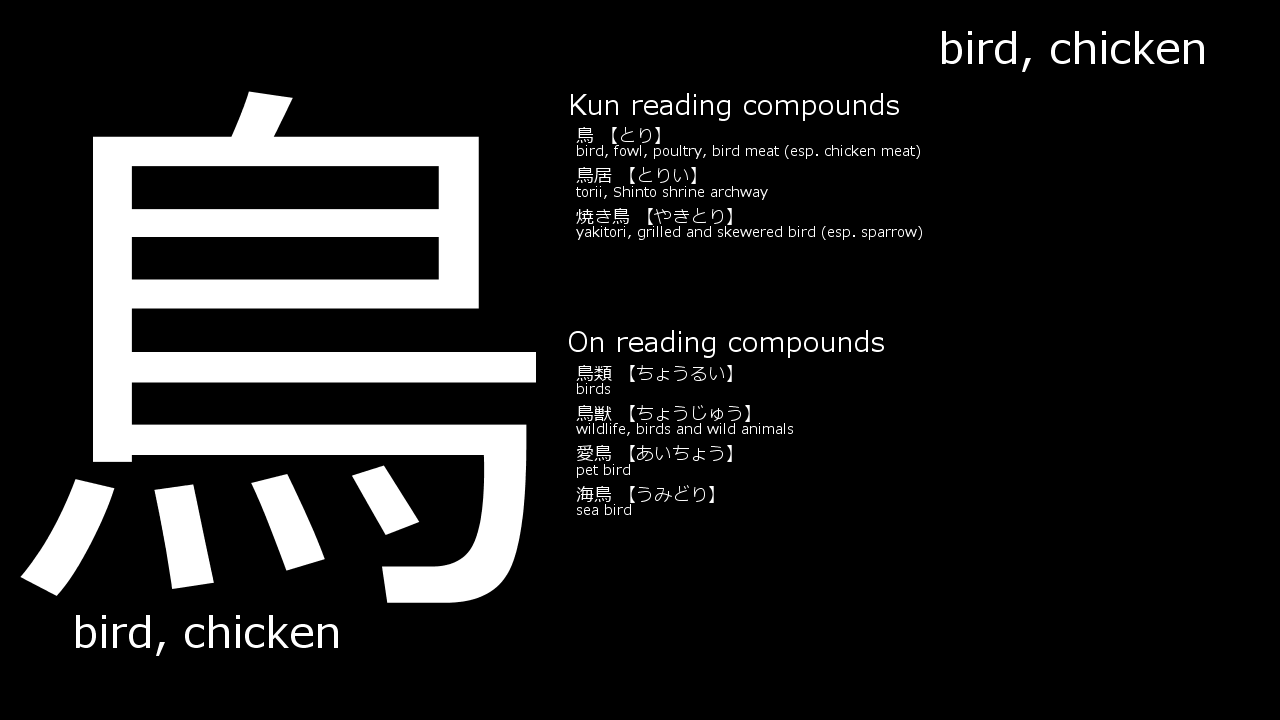 bird, chicken
鳥
bird, chicken
Kun reading compounds
鳥 【とり】
bird, fowl, poultry, bird meat (esp. chicken meat)
鳥居 【とりい】
torii, Shinto shrine archway
焼き鳥 【やきとり】
yakitori, grilled and skewered bird (esp. sparrow)
On reading compounds
鳥類 【ちょうるい】
birds
鳥獣 【ちょうじゅう】
wildlife, birds and wild animals
愛鳥 【あいちょう】
pet bird
海鳥 【うみどり】
sea bird